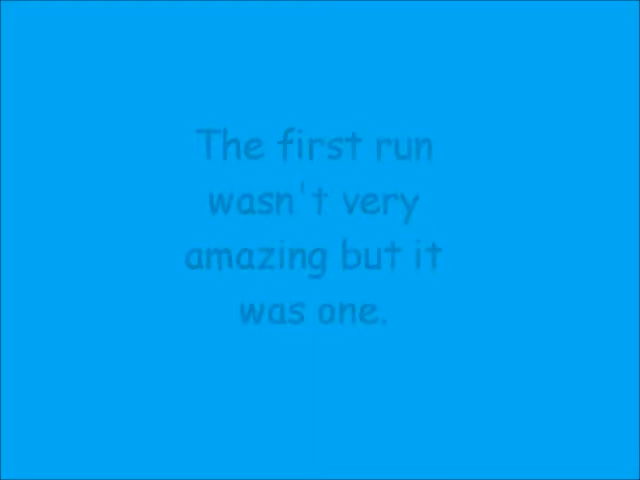 The first run
wasn't very
amazing but it
was one.